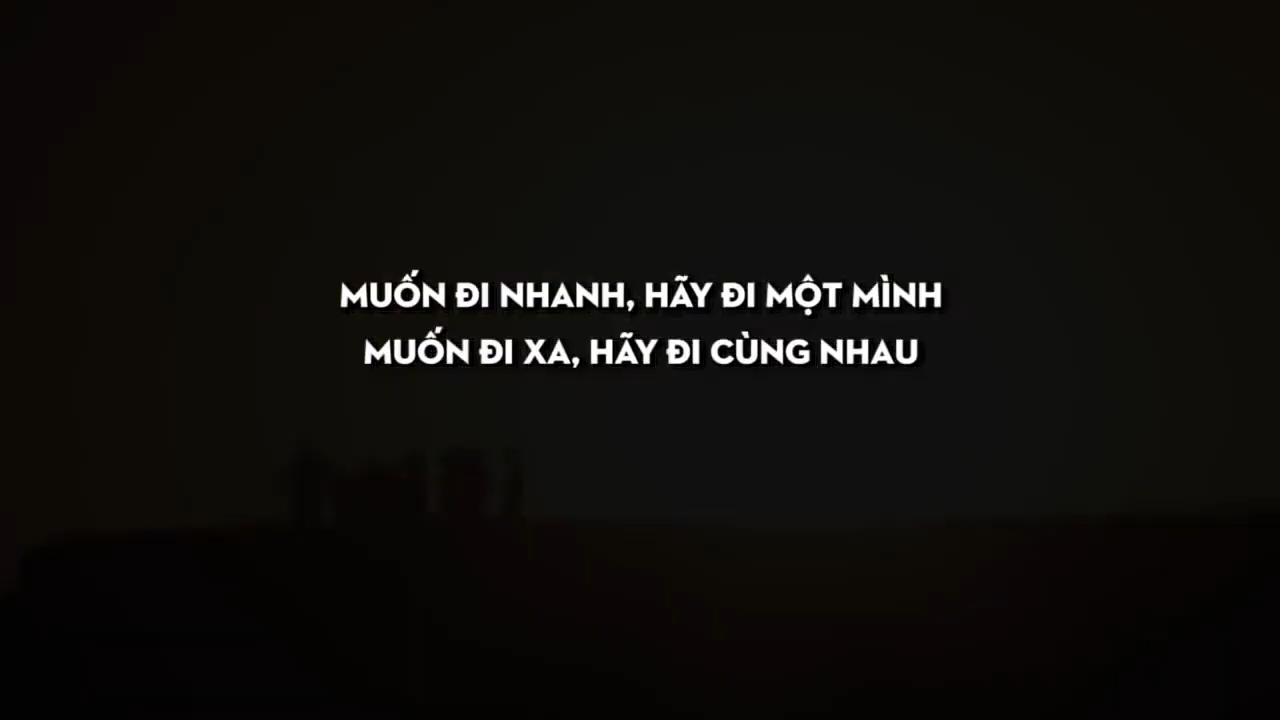 MUỐN ĐI NHANH, HÃY ĐI MỘT MÌNH
MUỐN ĐI XA, HÃY ĐI CÙNG NHAU